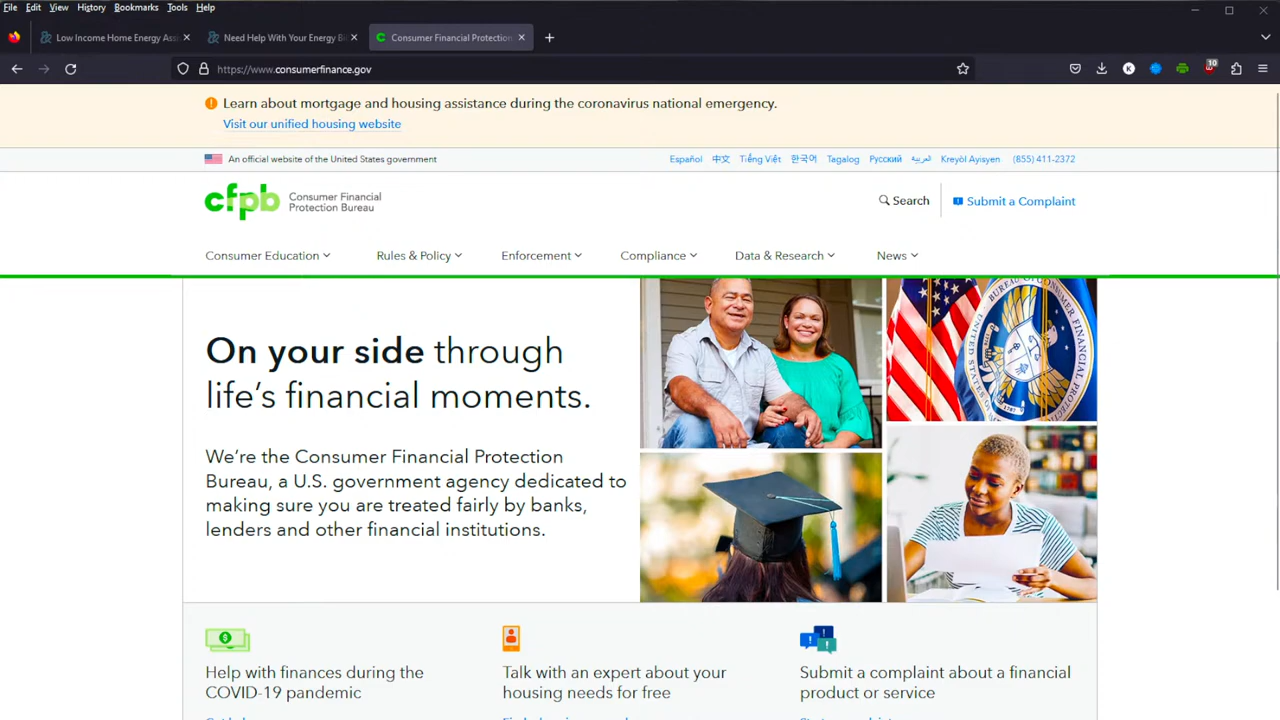 File Edit View History Bookmarks Tools Help
Low Income Home Energy Ass
Need Help With Your Energy Bi
Consumer Financial Protection
https://www.consumerfinance.gov
10
Learn about mortgage and housing assistance during the coronavirus national emergency.
Visit our unified housing website
An official website of the United States government
Español 中文 Tiếng Việt 한국어 Tagalog Русский العربية Kreyòl Ayisyen (855) 411-2372
cfpb Consumer Financial
Protection Bureau
Search
Submit a Complaint
Consumer Education Rules & Policy Enforcement Compliance Data & Research News
On your side through
life's financial moments.
We're the Consumer Financial Protection
Bureau, a U.S. government agency dedicated to
making sure you are treated fairly by banks,
lenders and other financial institutions.
Help with finances during the
COVID-19 pandemic
Talk with an expert about your
housing needs for free
Submit a complaint about a financial
product or service